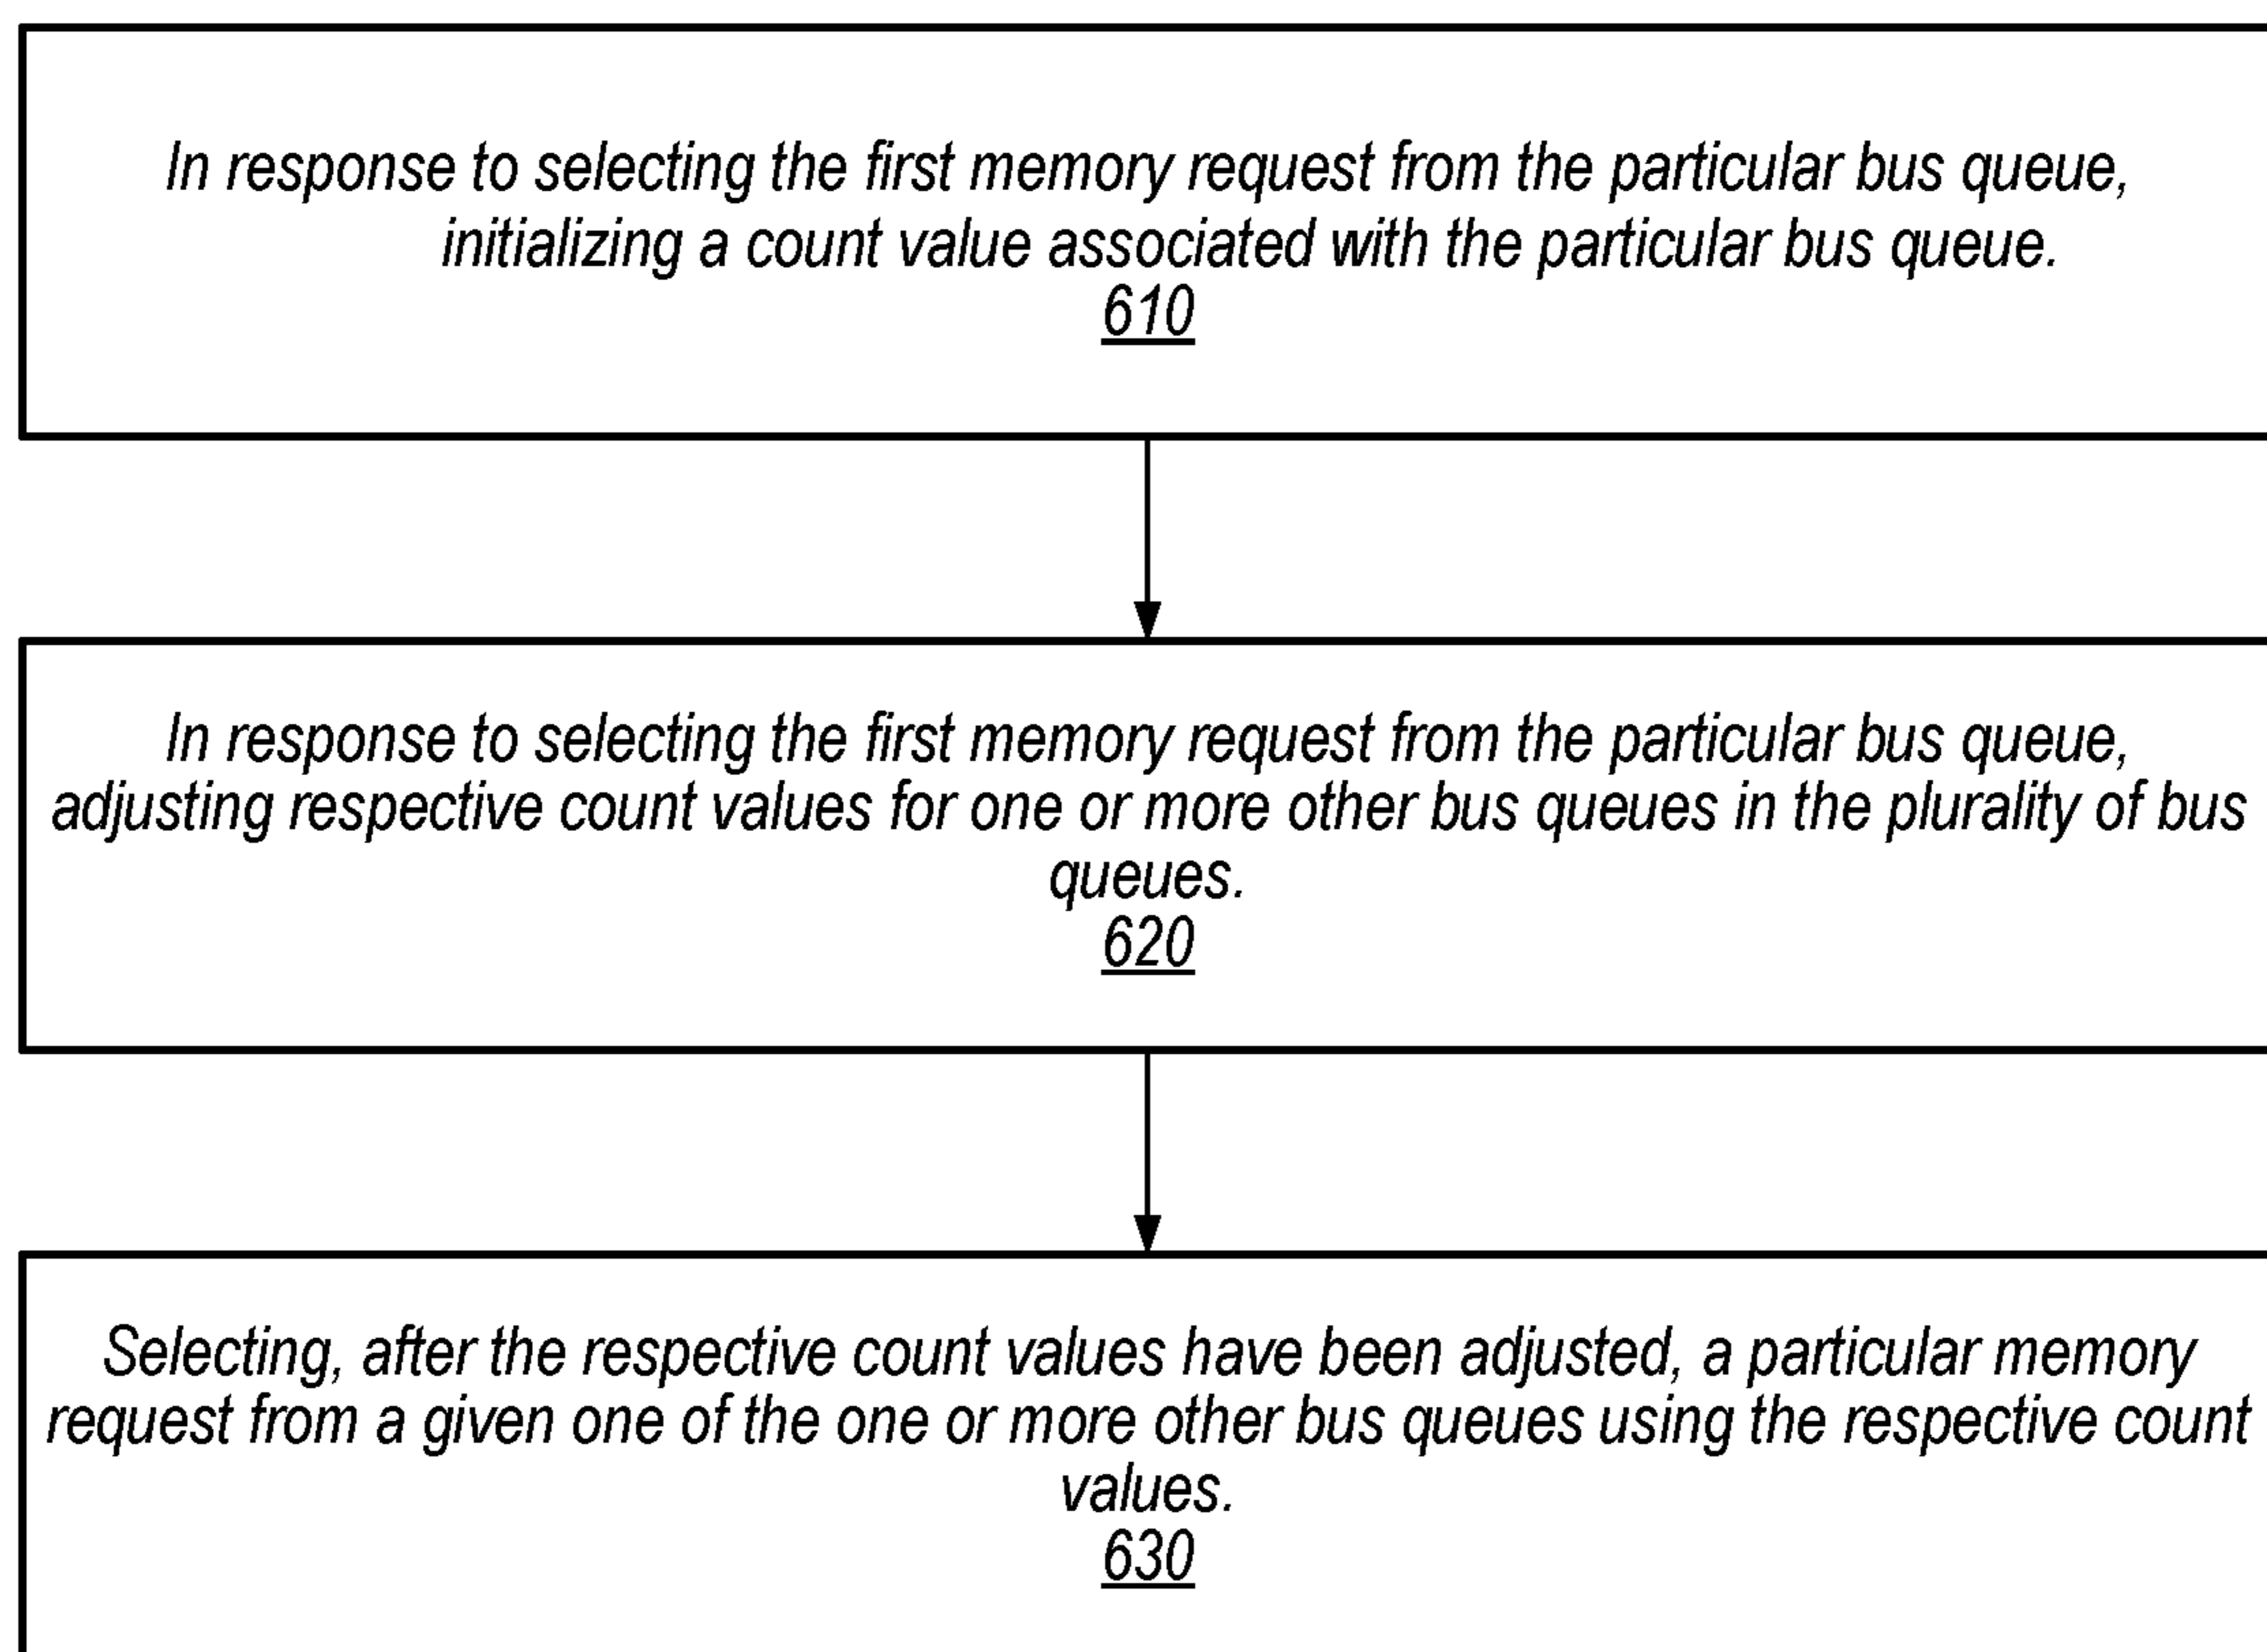 In response to selecting the first memory request from the particular bus queue,
initializing a count value associated with the particular bus queue.
610
In response to selecting the first memory request from the particular bus queue,
adjusting respective count values for one or more other bus queues in the plurality of bus
queues.
620
Selecting, after the respective count values have been adjusted, a particular memory
request from a given one of the one or more other bus queues using the respective count
values.
630